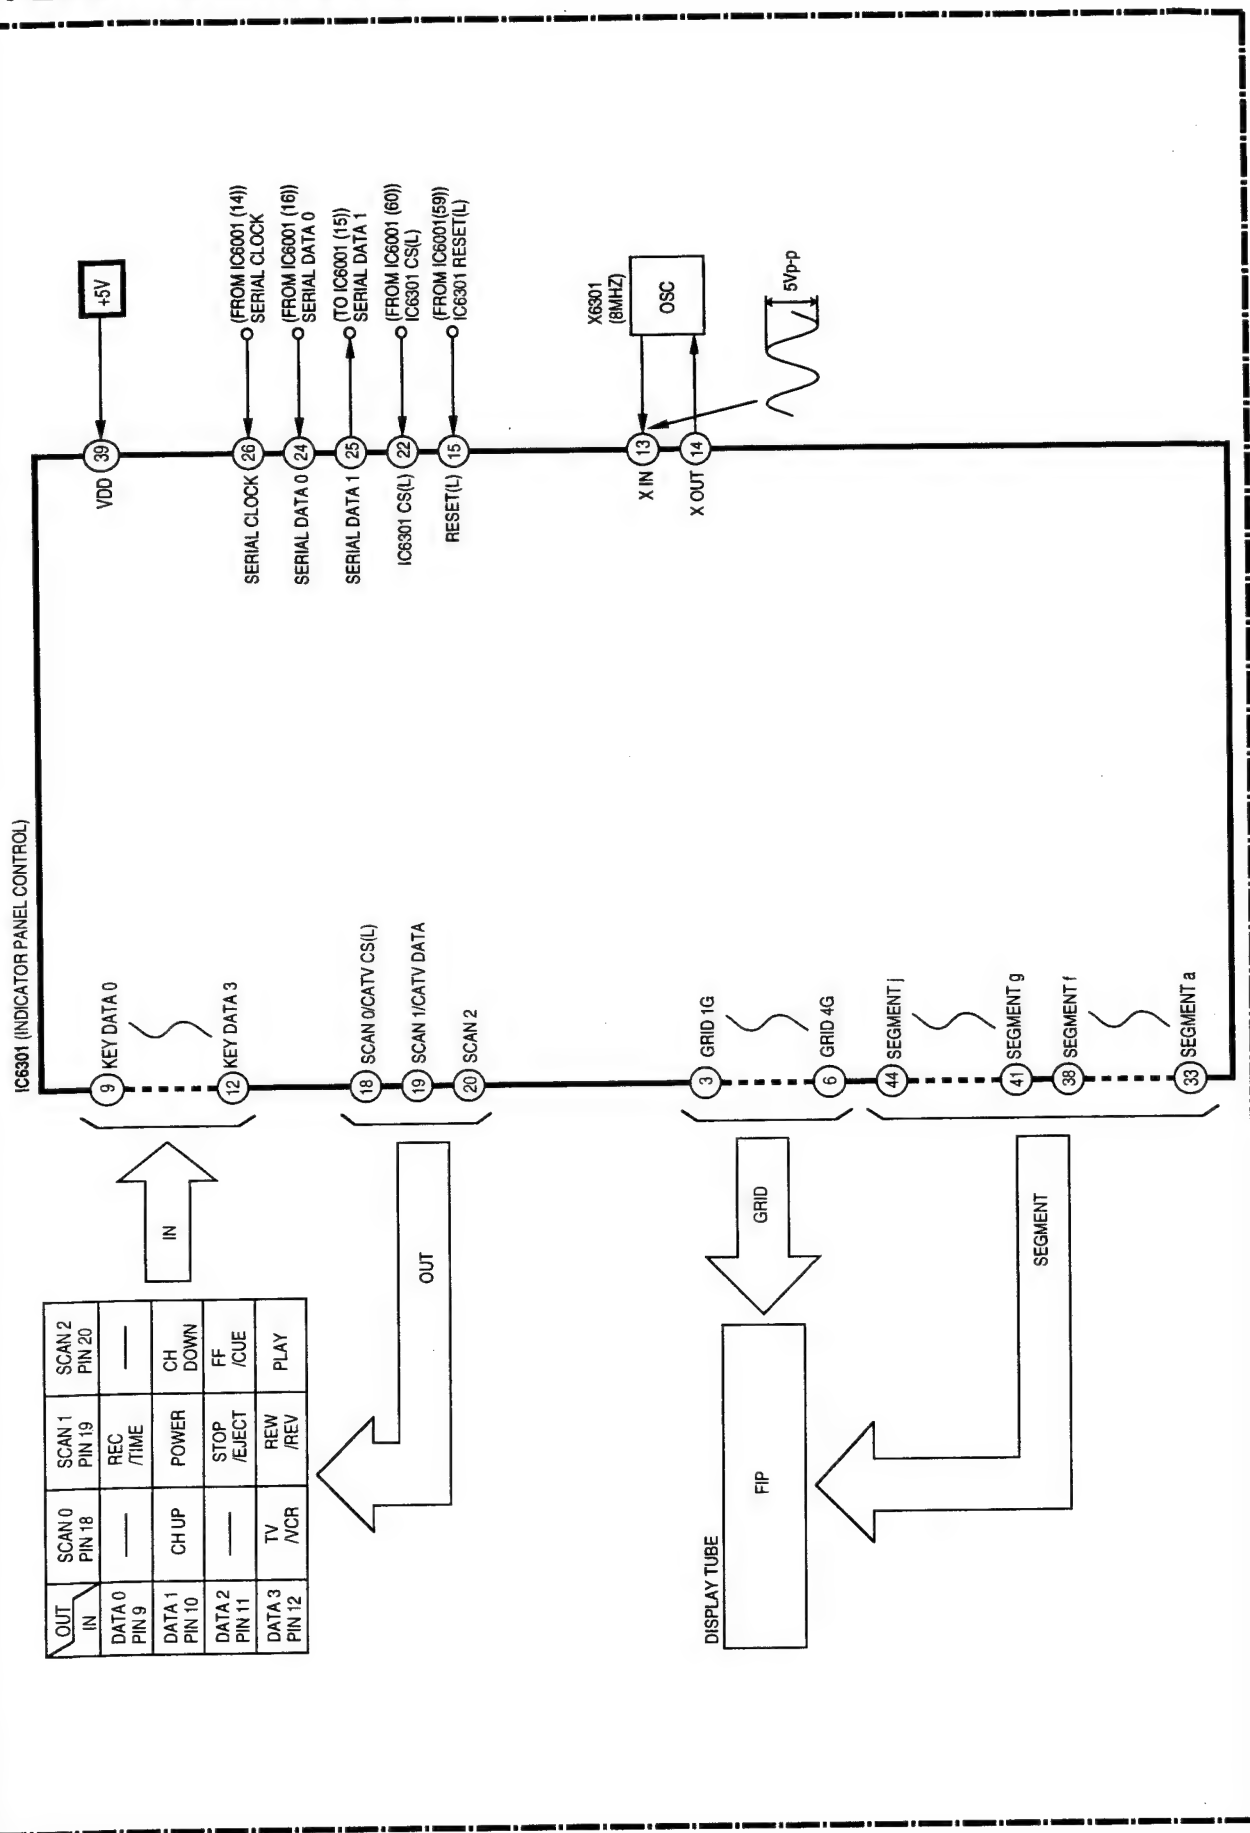 IC6301 (INDICATOR PANEL CONTROL)
OUT
IN
SCAN 0
PIN 18
SCAN 1
PIN 19
SCAN 2
PIN 20
DATA 0
PIN 9
—
REC
/TIME
—
DATA 1
PIN 10
CH UP
POWER
CH
DOWN
DATA 2
PIN 11
—
STOP
/EJECT
FF
/CUE
DATA 3
PIN 12
TV
/VCR
REW
/REV
PLAY
IN
OUT
9
KEY DATA 0
12
KEY DATA 3
18
SCAN 0/CATV CS(L)
19
SCAN 1/CATV DATA
20
SCAN 2
VDD
39
+5V
SERIAL CLOCK
26
(FROM IC6001 (14))
SERIAL CLOCK
SERIAL DATA 0
24
(FROM IC6001 (16))
SERIAL DATA 0
SERIAL DATA 1
25
(TO IC6001 (15))
SERIAL DATA 1
IC6301 CS(L)
22
(FROM IC6001 (60))
IC6301 CS(L)
RESET(L)
15
(FROM IC6001(59))
IC6301 RESET(L)
X IN
13
X OUT
14
X6301
(8MHZ)
OSC
5Vp-p
DISPLAY TUBE
FIP
GRID
SEGMENT
3
GRID 1G
6
GRID 4G
44
SEGMENT j
41
SEGMENT g
38
SEGMENT f
33
SEGMENT a